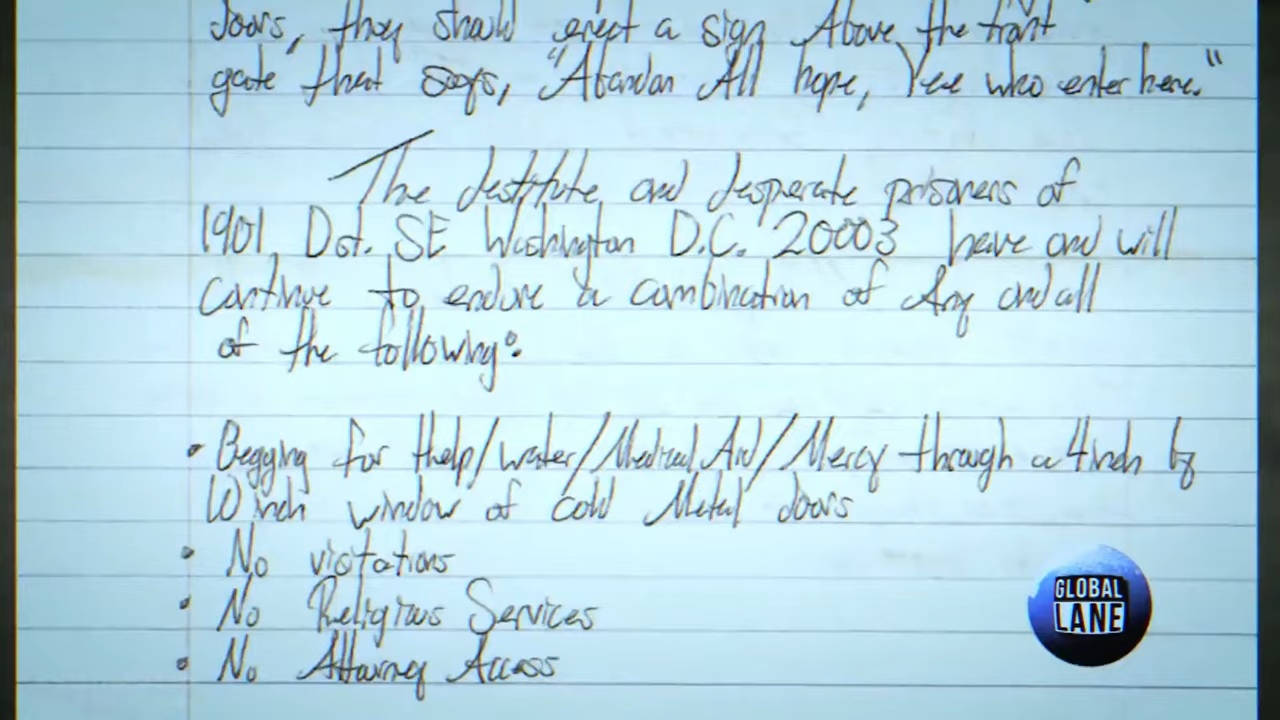 doors, they should erect a sign Above the front
gate that says, "Abandon All hope, Yee who enter here."
The destitute and desperate prisoners of
1901 D st. SE Washington D.C. 20003 have and will
continue to endure a combination of Any and all
of the following:
• Begging for Help/water/Medical Aid/Mercy through a 4inch by
10 inch window of cold Metal doors
• No visitations
• No Religious Services
• No Attorney Access
GLOBAL
LANE